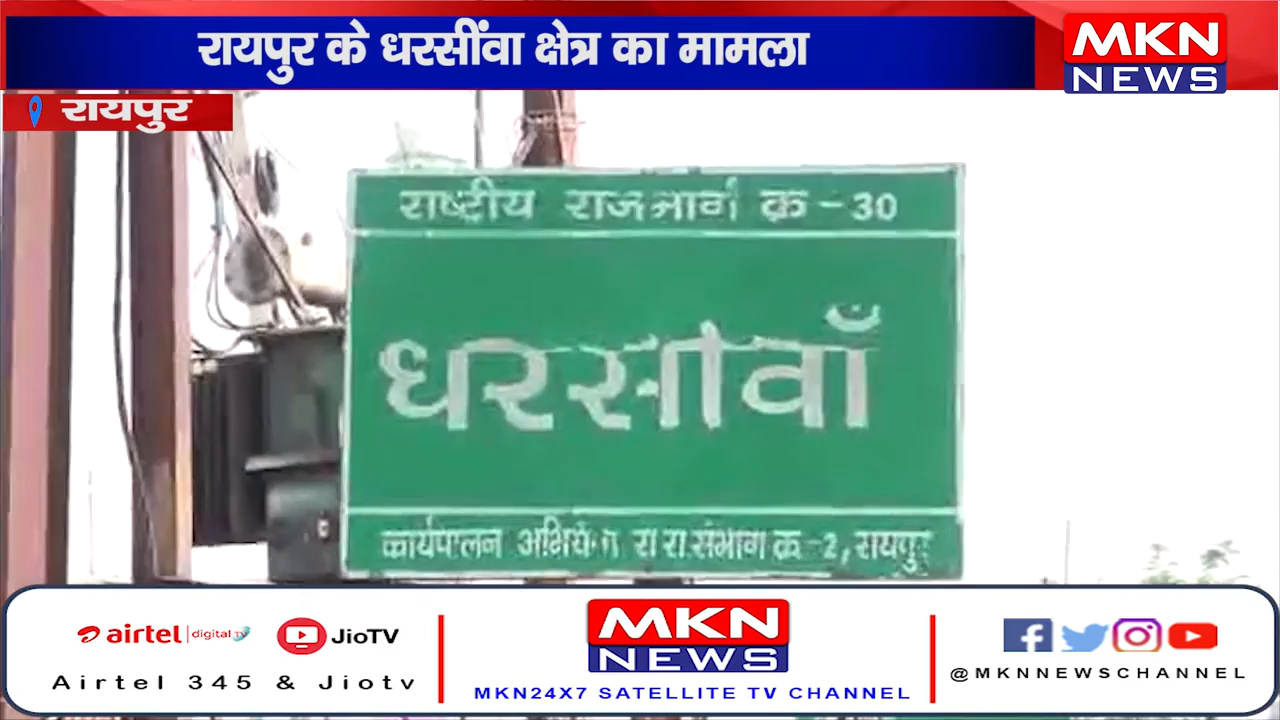 रायपुर के धरसींवा क्षेत्र का मामला
MKN
NEWS
रायपुर
राष्ट्रीय राजमार्ग क्र - 30
धरसीवाँ
कार्यपालन अभियंता रा.रा.संभाग क्र -2, रायपुर
airtel digital TV
JioTV
Airtel 345 & Jiotv
MKN
NEWS
MKN24X7 SATELLITE TV CHANNEL
@MKNNEWSCHANNEL